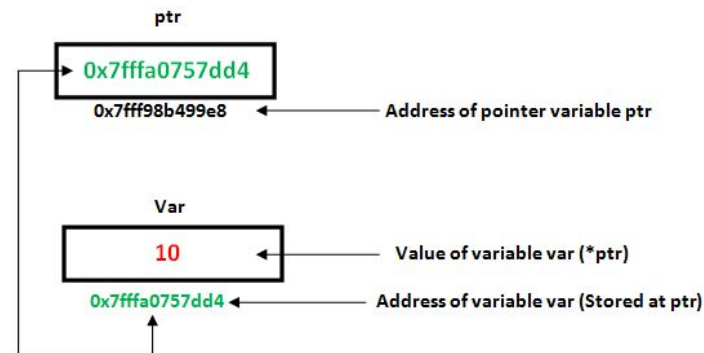 ptr
0x7fffa0757dd4
0x7fff98b499e8
Address of pointer variable ptr
Var
10
Value of variable var (*ptr)
0x7fffa0757dd4
Address of variable var (Stored at ptr)